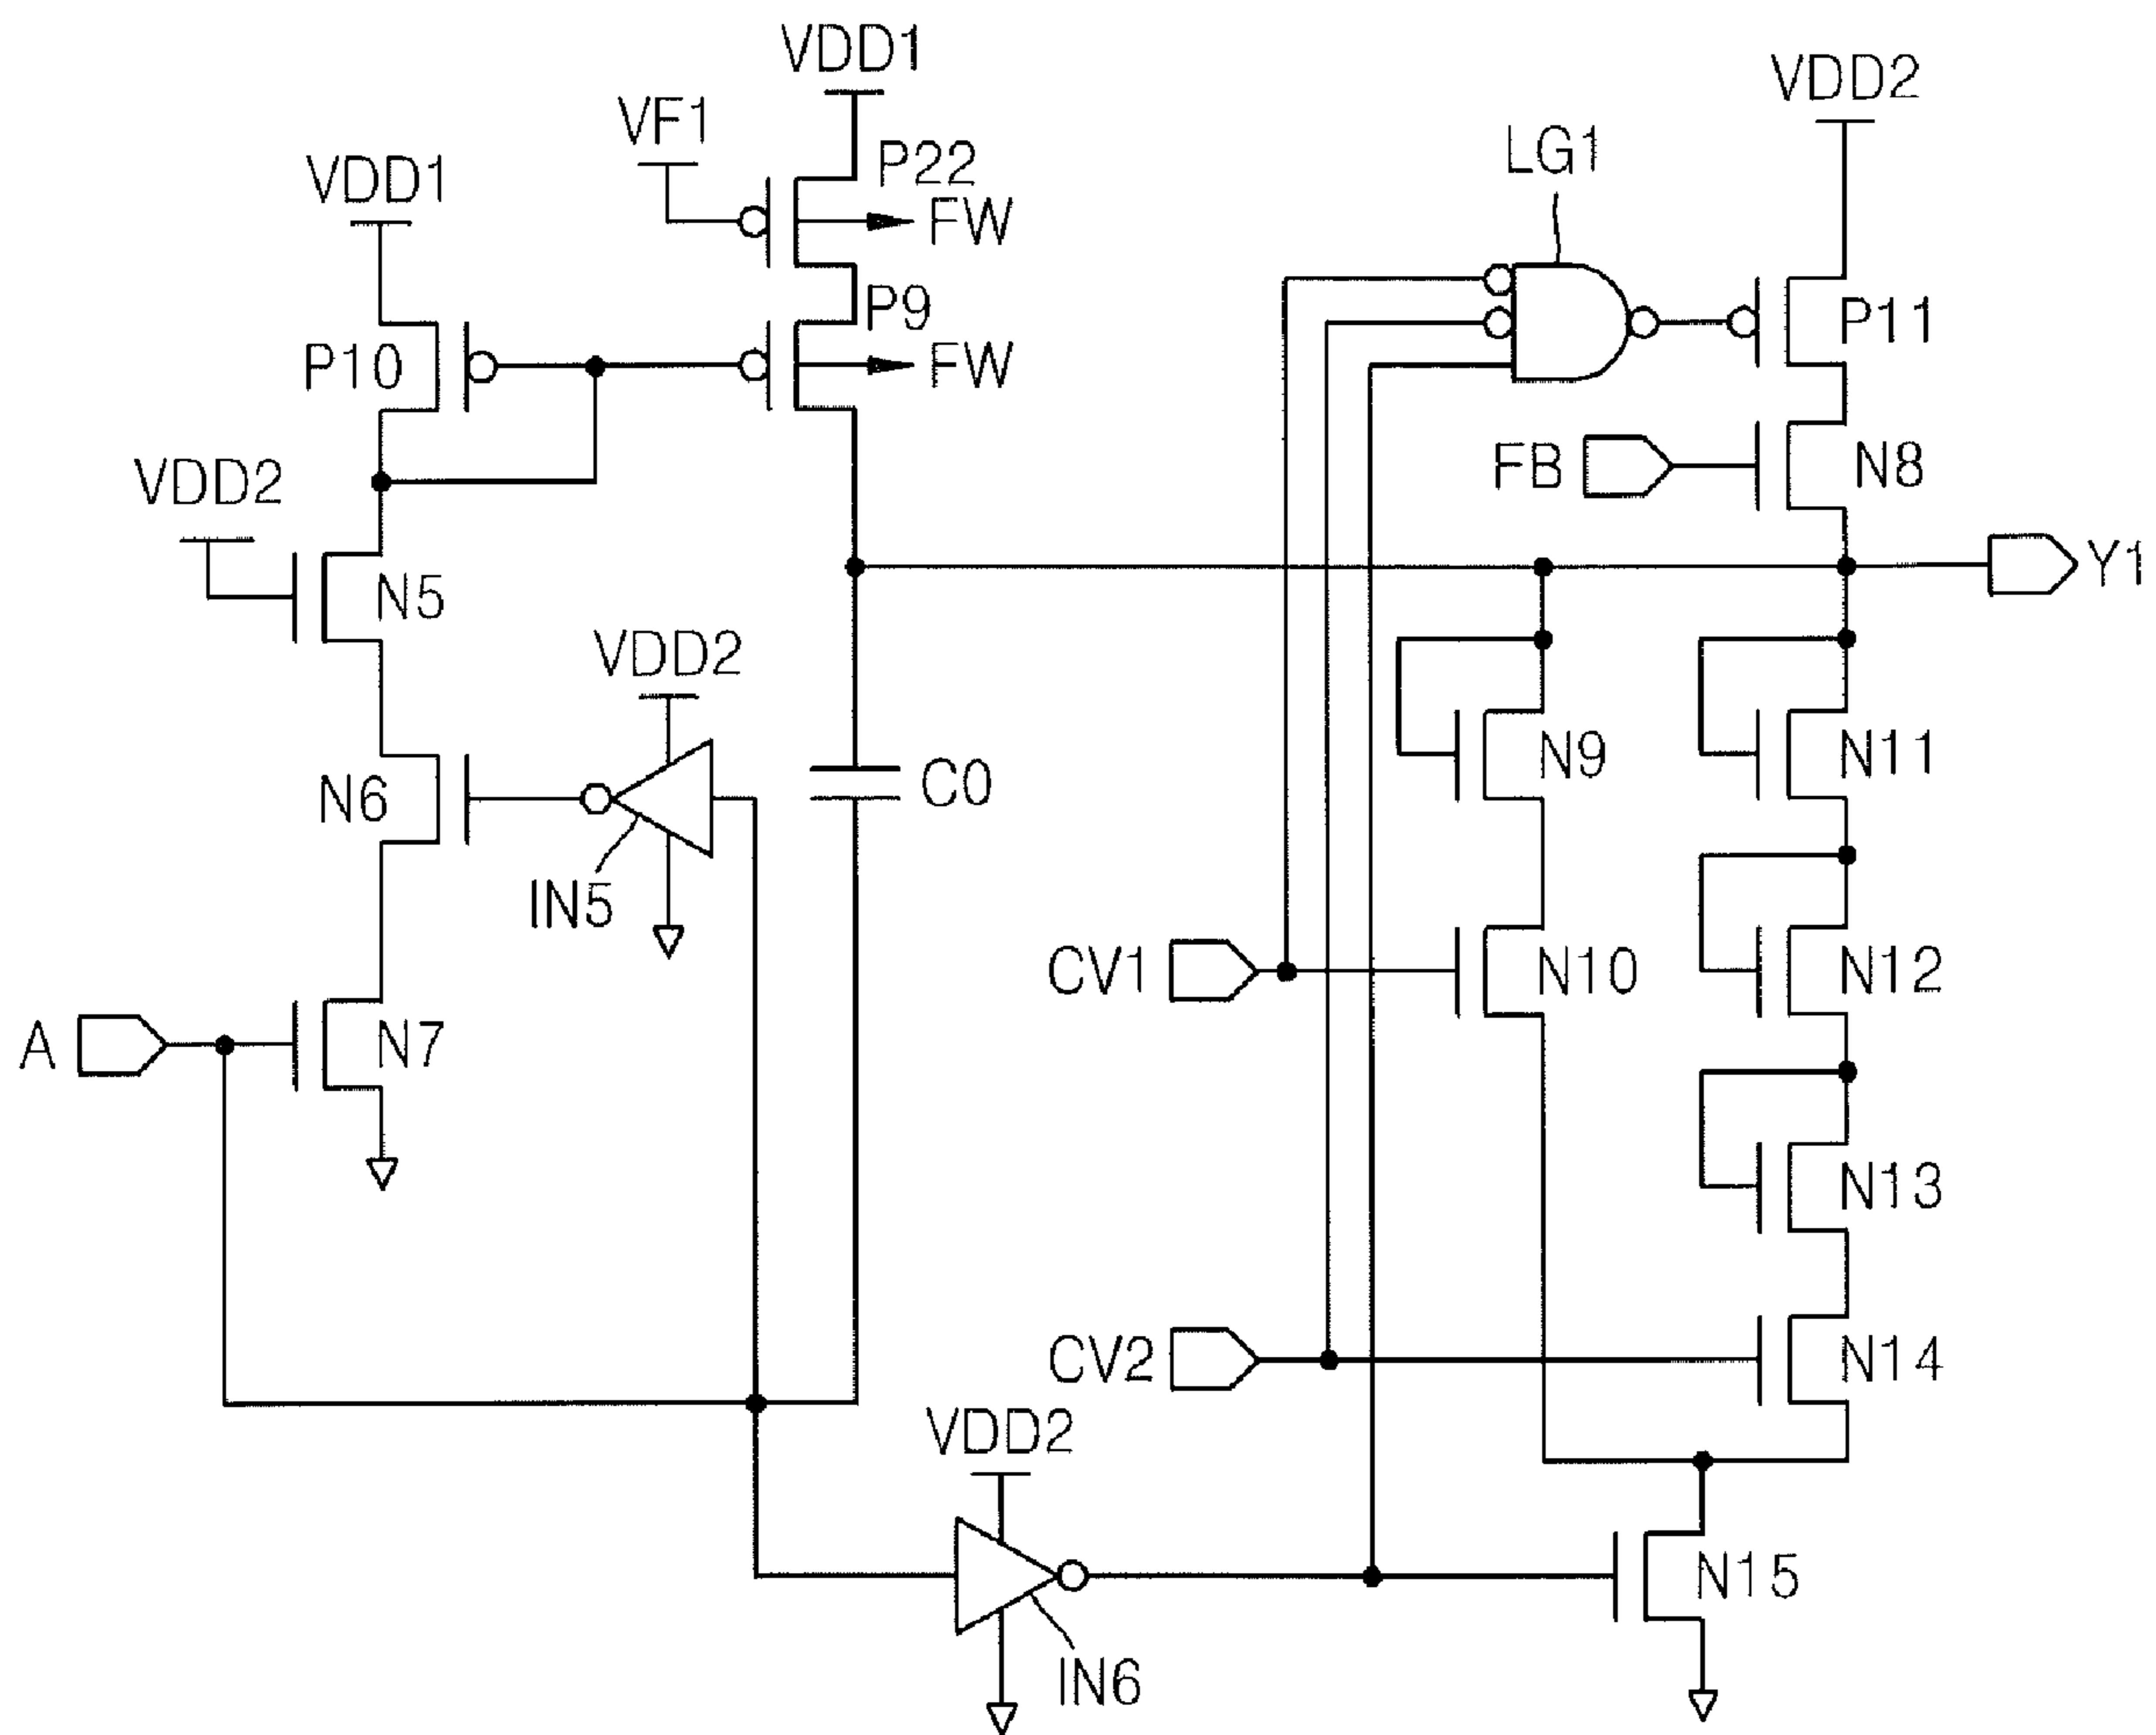 VDD1
VDD2
VF1
P22
LG1
VDD1
FW
P9
P11
P10
FW
FB
N8
VDD2
Y1
N5
VDD2
N6
C0
N9
N11
IN5
CV1
N10
N12
A
N7
N13
CV2
N14
VDD2
N15
IN6